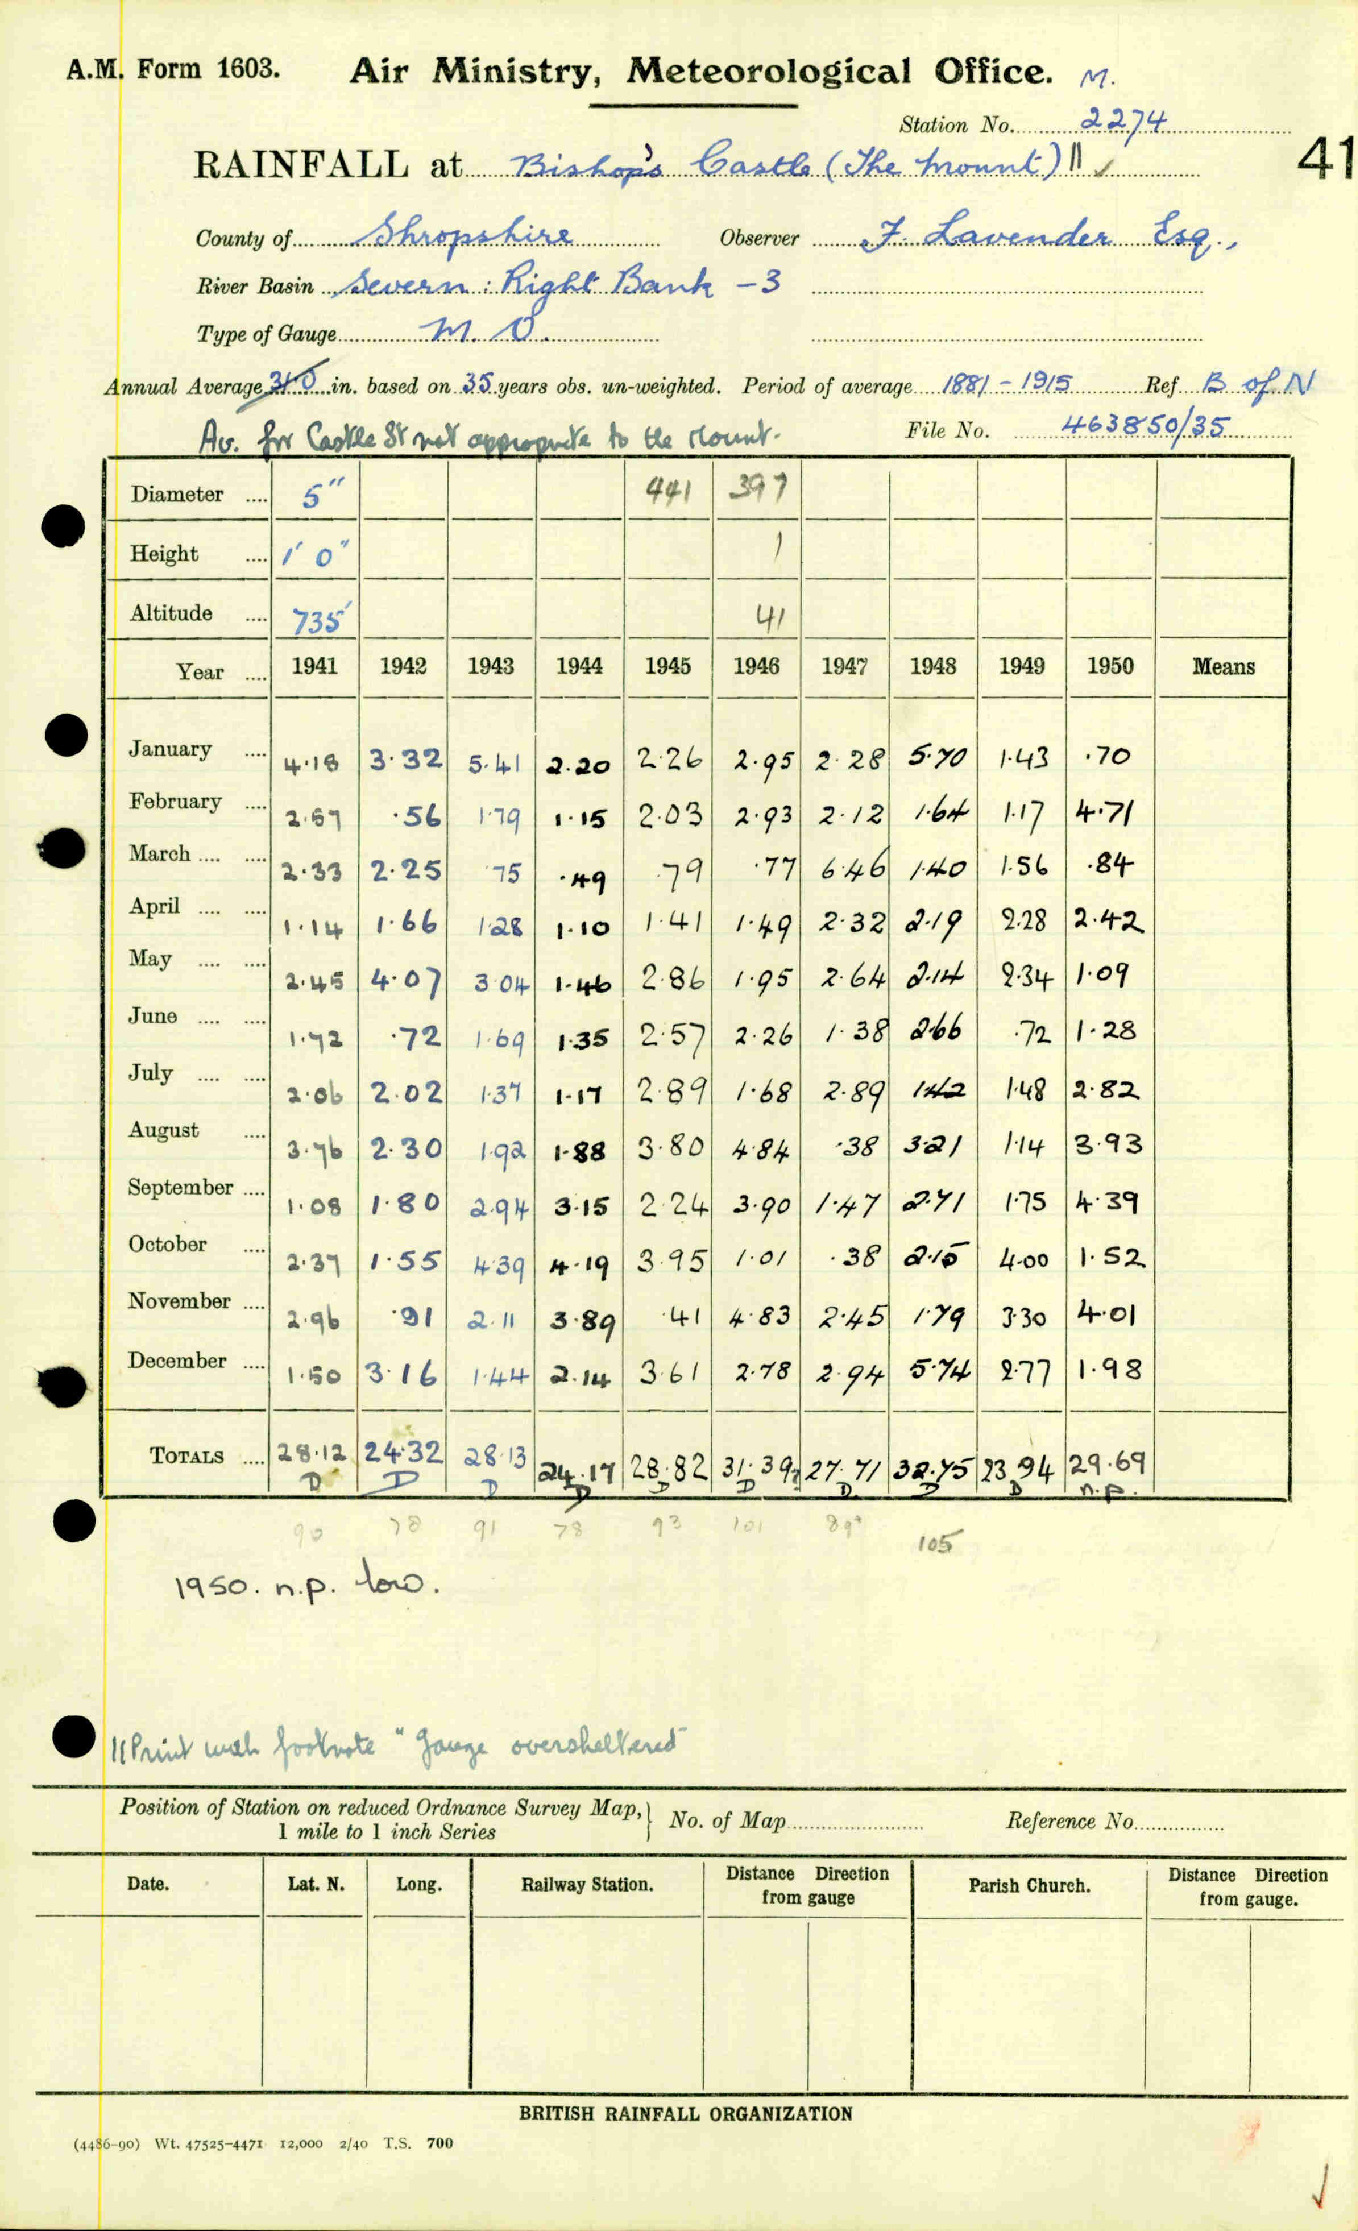 A.M. Form 1603. Air Ministry, Meteorological Office. M.
Station No. 2274
RAINFALL at Bishop's Castle (The Mount) || ✓ 41
County of Shropshire Observer F. Lavender Esq.,
River Basin Severn: Right Bank - 3
Type of Gauge M. O.
Annual Average 31.0 in. based on 35 years obs. un-weighted. Period of average 1881 - 1915 Ref B of N
Av. for Castle St not appropriate to the Mount. File No. 463850/35
Diameter .... 5" 441 397
Height .... 1' 0" 1
Altitude .... 735' 41
Year .... 1941 1942 1943 1944 1945 1946 1947 1948 1949 1950 Means
January .... 4.18 3.32 5.41 2.20 2.26 2.95 2.28 5.70 1.43 .70
February .... 2.57 .56 1.79 1.15 2.03 2.93 2.12 1.64 1.17 4.71
March .... .... 2.33 2.25 .75 .49 .79 .77 6.46 1.40 1.56 .84
April .... .... 1.14 1.66 1.28 1.10 1.41 1.49 2.32 2.19 2.28 2.42
May .... .... 2.45 4.07 3.04 1.46 2.86 1.95 2.64 2.14 2.34 1.09
June .... .... 1.72 .72 1.69 1.35 2.57 2.26 1.38 2.66 .72 1.28
July .... .... 2.06 2.02 1.37 1.17 2.89 1.68 2.89 1.42 1.48 2.82
August .... 3.76 2.30 1.92 1.88 3.80 4.84 .38 3.21 1.14 3.93
September .... 1.08 1.80 2.94 3.15 2.24 3.90 1.47 2.71 1.75 4.39
October .... 2.37 1.55 4.39 4.19 3.95 1.01 .38 2.15 4.00 1.52
November .... 2.96 .91 2.11 3.89 .41 4.83 2.45 1.79 3.30 4.01
December .... 1.50 3.16 1.44 2.14 3.61 2.78 2.94 5.74 2.77 1.98
TOTALS .... 28.12 24.32 28.13 24.17 28.82 31.39 27.71 32.75 23.94 29.69
D D D D D D D D D n.p.
90 78 91 78 93 101 89 105
1950. n.p. low.
|| Print with footnote "Gauge oversheltered"
Position of Station on reduced Ordnance Survey Map, } No. of Map Reference No.
1 mile to 1 inch Series
Date. Lat. N. Long. Railway Station. Distance Direction from gauge Parish Church. Distance Direction from gauge.
BRITISH RAINFALL ORGANIZATION
(4486-90) Wt. 47525-4471 12,000 2/40 T.S. 700